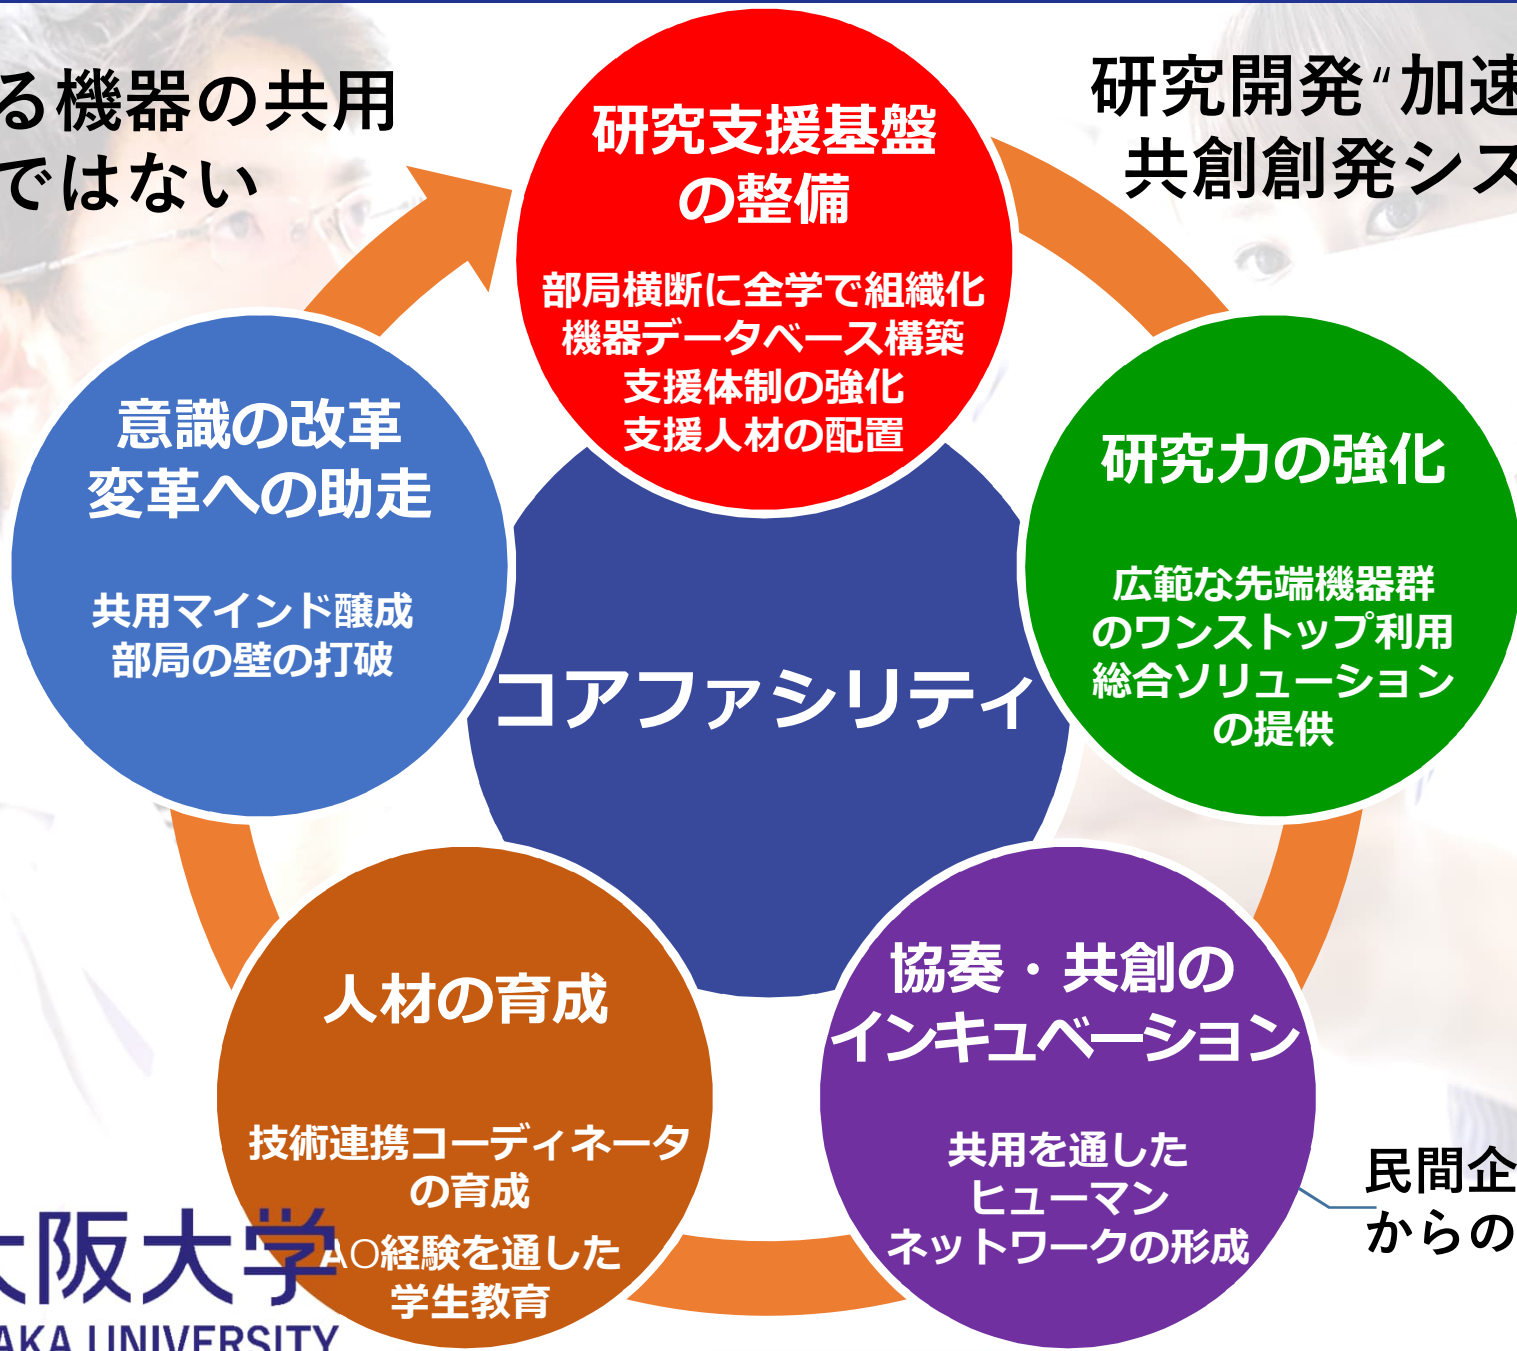 る機器の共用
ではない
研究開発“加速
共創創発シス
研究支援基盤
の整備
部局横断に全学で組織化
機器データベース構築
支援体制の強化
支援人材の配置
意識の改革
変革への助走
共用マインド醸成
部局の壁の打破
研究力の強化
広範な先端機器群
のワンストップ利用
総合ソリューション
の提供
コアファシリティ
人材の育成
技術連携コーディネータ
の育成
AO経験を通した
学生教育
協奏・共創の
インキュベーション
共用を通した
ヒューマン
ネットワークの形成
民間企
からの
大阪大学
AKA UNIVERSITY